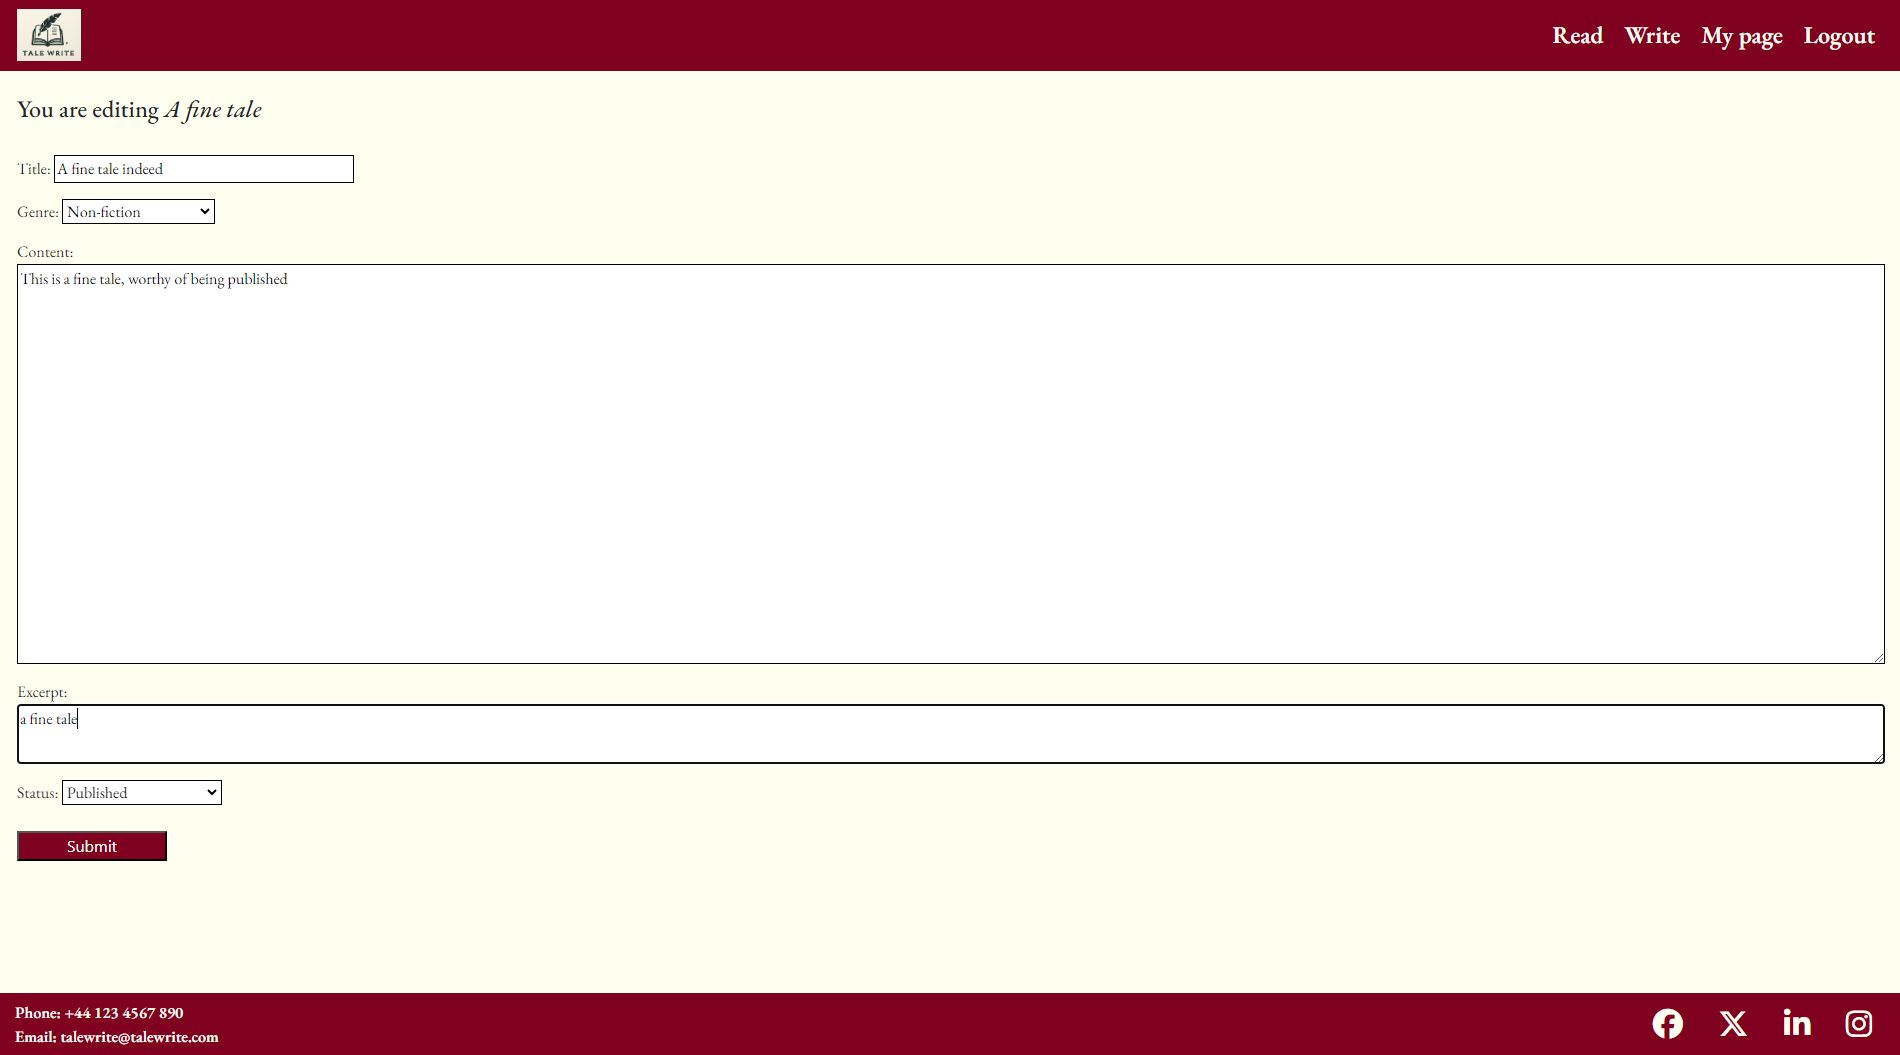 TALE WRITE
Read Write My page Logout
You are editing A fine tale
Title: A fine tale indeed
Genre: Non-fiction
Content:
This is a fine tale, worthy of being published
Excerpt:
a fine tale
Status: Published
Submit
Phone: +44 123 4567 890
Email: talewrite@talewrite.com